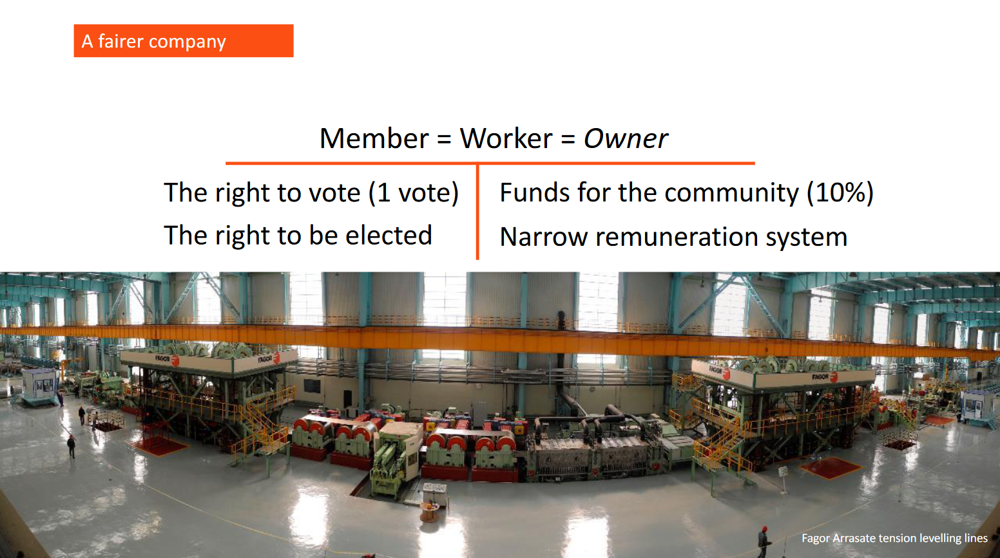 A fairer company
Member = Worker = Owner
The right to vote (1 vote)
The right to be elected
Funds for the community (10%)
Narrow remuneration system
FAGOR
FAGOR
FAGOR
FAGOR
Fagor Arrasate tension levelling lines